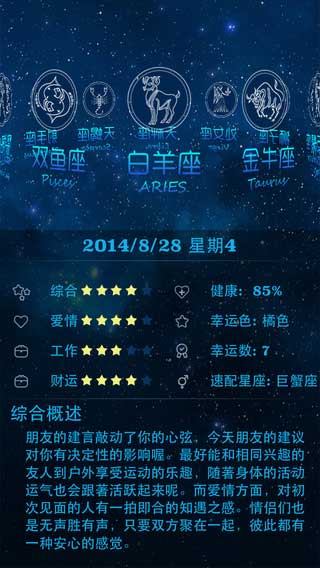 双鱼座
白羊座
金牛座
Pisces
ARIES
Taurus
2014/8/28 星期4
综合
健康: 85%
爱情
幸运色: 橘色
工作
幸运数: 7
财运
速配星座: 巨蟹座
综合概述
朋友的建言敲动了你的心弦，今天朋友的建议
对你有决定性的影响喔。最好能和相同兴趣的
友人到户外享受运动的乐趣，随著身体的活动
运气也会跟著活跃起来呢。而爱情方面，对初
次见面的人有一拍即合的知遇之感。情侣们也
是无声胜有声，只要双方聚在一起，彼此都有
一种安心的感觉。